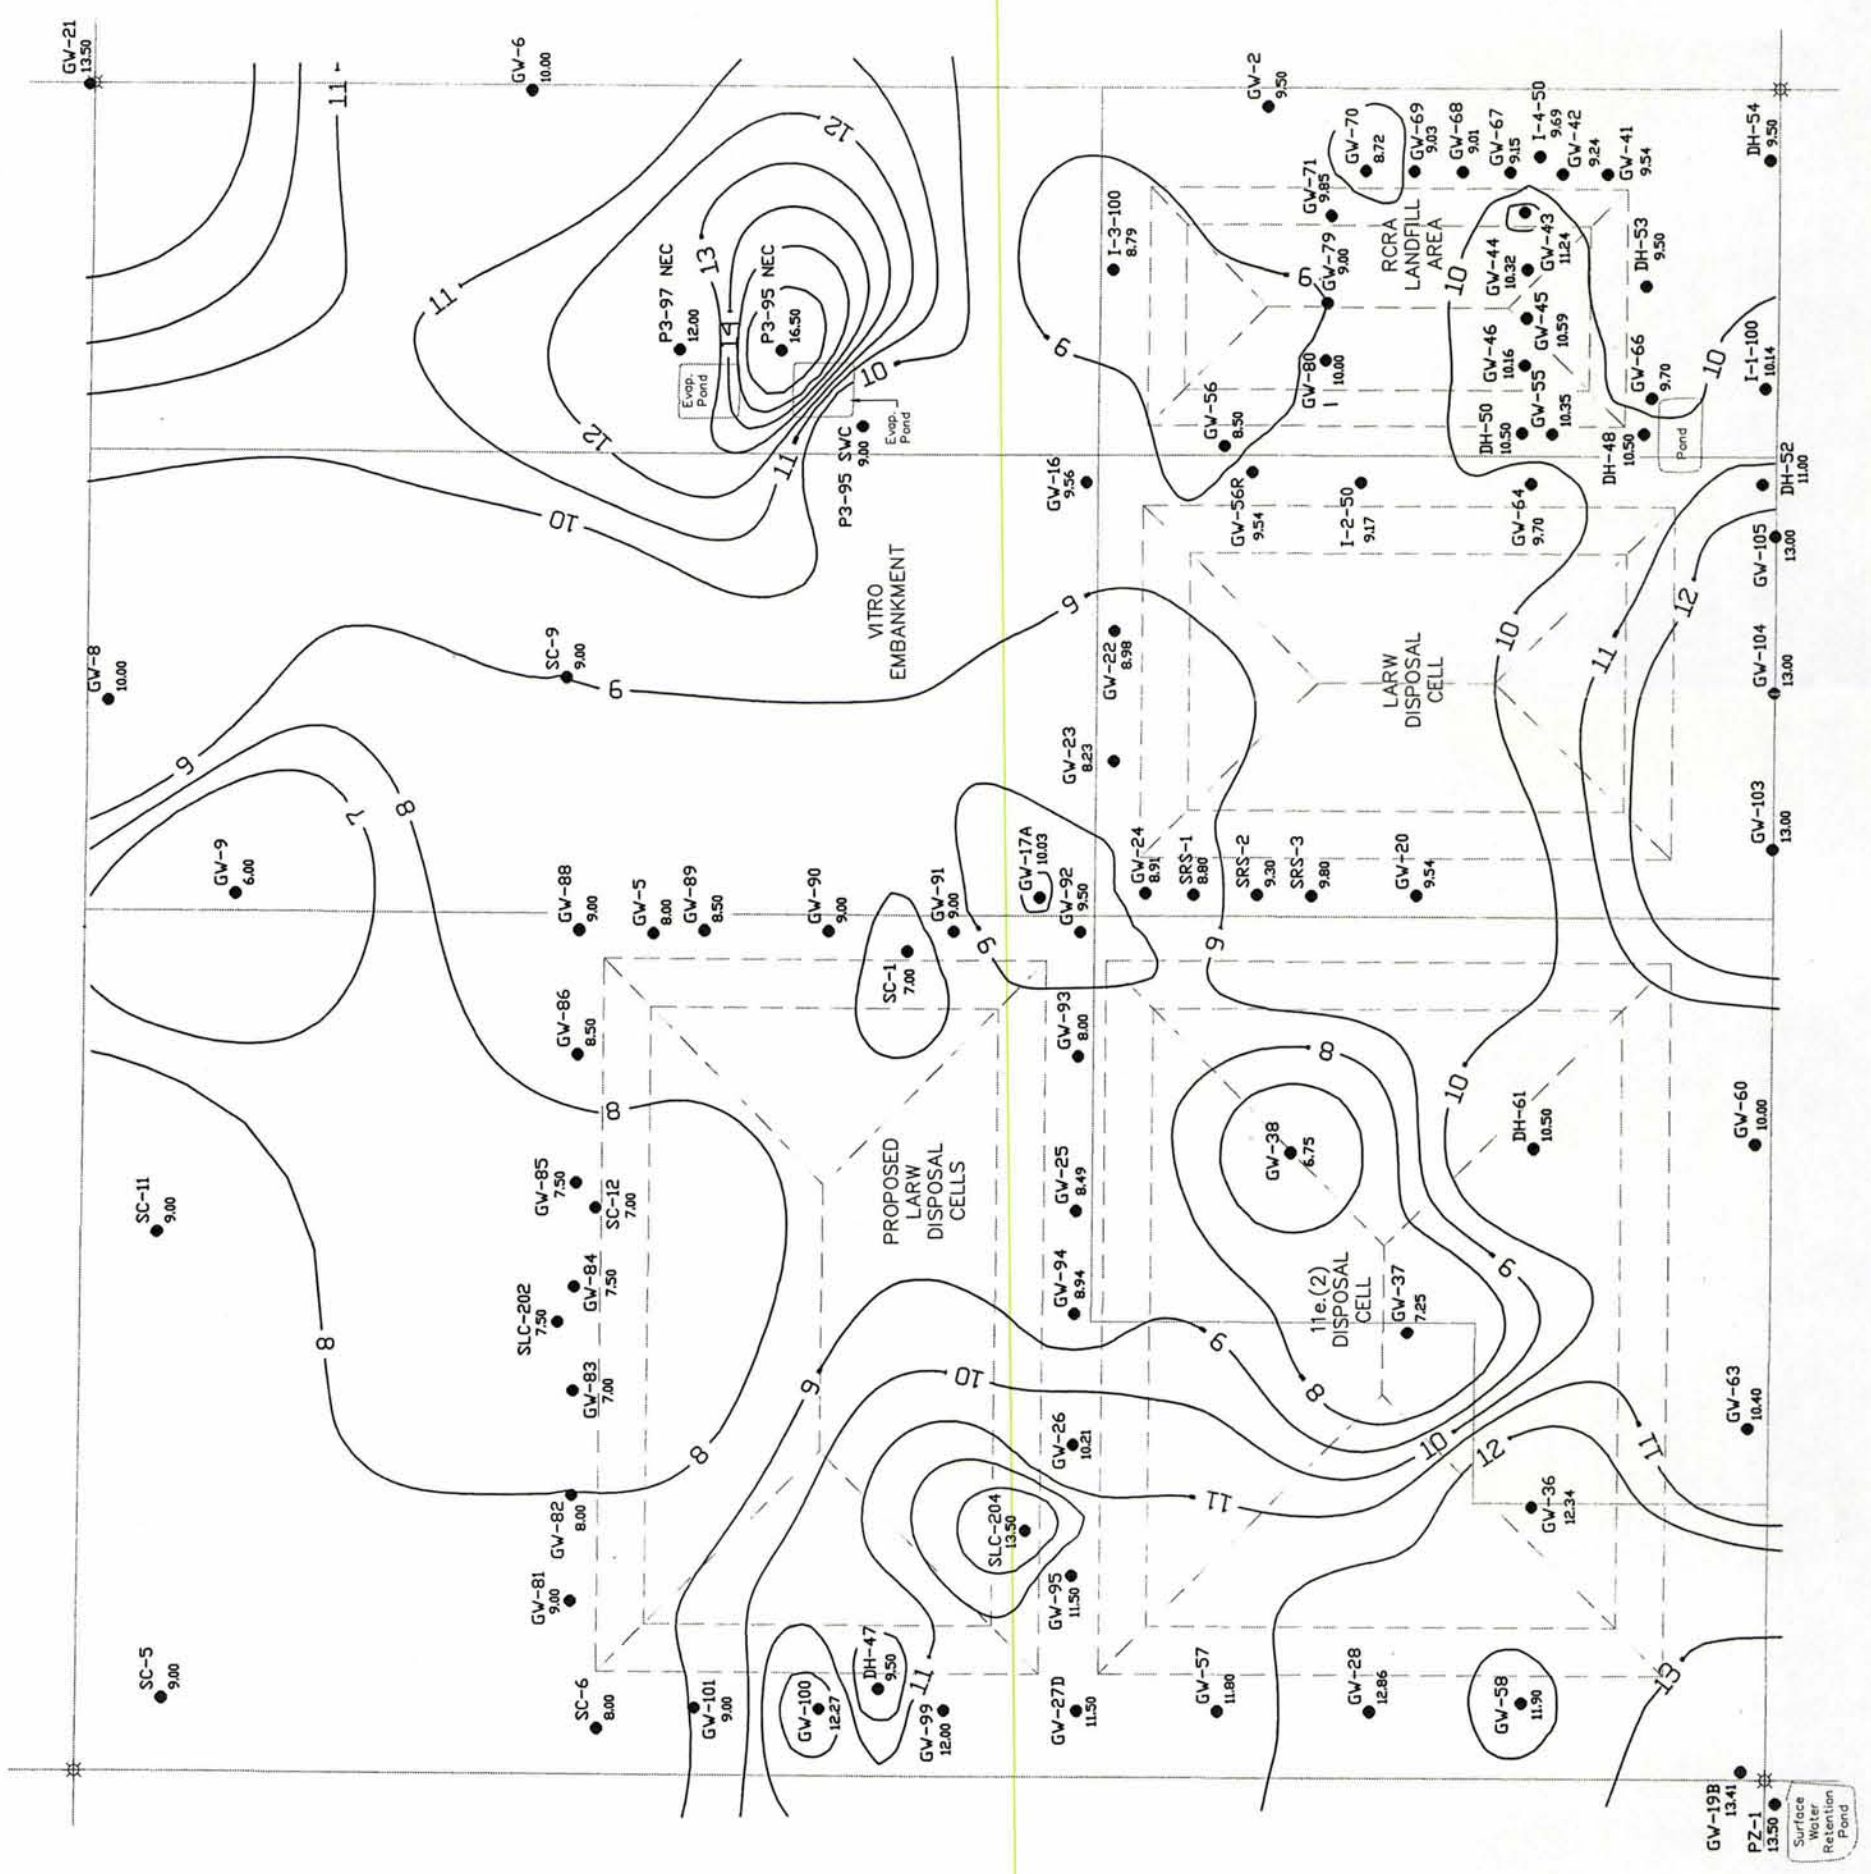 GW-21
13.50
GW-6
10.00
11
GW-8
10.00
SC-9
9.00
9
9
10
11
12
12
13
14
P3-97 NEC
12.00
P3-95 NEC
16.50
Evap.
Pond
Evap.
Pond
P3-95 SWC
9.00
10
11
VITRO
EMBANKMENT
GW-9
6.00
7
8
SC-11
9.00
SC-5
9.00
8
GW-88
9.00
GW-5
8.00
GW-89
8.50
GW-90
9.00
GW-91
9.00
GW-17A
10.03
GW-92
9.50
GW-86
8.50
8
SC-1
7.00
9
GW-93
8.00
GW-85
7.50
SC-12
7.00
SLC-202
7.50
GW-84
7.50
GW-83
7.00
GW-82
8.00
GW-81
9.00
SC-6
8.00
8
PROPOSED
LARW
DISPOSAL
CELLS
GW-25
8.49
GW-94
8.94
9
10
GW-26
10.21
SLC-204
13.50
GW-95
11.50
GW-101
9.00
GW-100
12.27
DH-47
9.50
11
GW-99
12.00
GW-27D
11.50
GW-2
9.50
I-3-100
8.79
9
9
GW-71
9.85
GW-70
8.72
GW-69
9.03
GW-68
9.01
GW-67
9.15
I-4-50
9.69
GW-42
9.24
GW-41
9.54
DH-54
9.50
GW-79
9.00
RCRA
LANDFILL
AREA
10
GW-44
10.32
GW-43
11.24
DH-53
9.50
GW-80
10.00
GW-46
10.16
GW-45
10.59
GW-66
9.70
10
I-1-100
10.14
GW-56
8.50
DH-50
10.50
GW-55
10.35
DH-48
10.50
Pond
GW-16
9.56
GW-56R
9.54
I-2-50
9.17
GW-64
9.70
DH-52
11.00
GW-105
13.00
9
GW-22
8.98
LARW
DISPOSAL
CELL
10
11
12
GW-104
13.00
GW-23
8.23
GW-103
13.00
GW-24
8.91
SRS-1
8.80
SRS-2
9.30
SRS-3
9.80
GW-20
9.54
9
8
10
GW-38
6.75
DH-61
10.50
GW-60
10.00
11e.(2)
DISPOSAL
CELL
GW-37
7.25
9
9
8
GW-63
10.40
10
12
11
11
GW-36
12.34
GW-57
11.80
GW-28
12.86
GW-58
11.90
13
GW-19B
13.41
PZ-1
13.50
Surface
Water
Retention
Pond